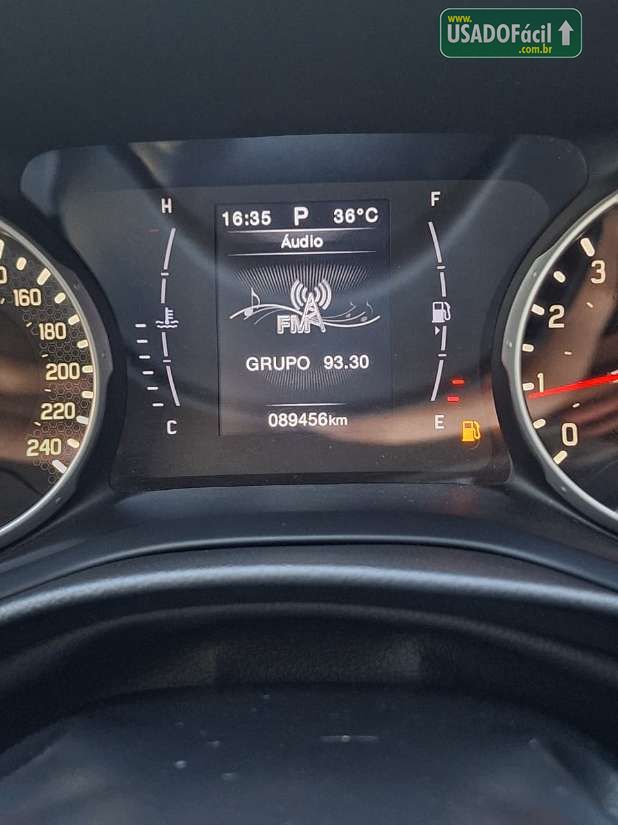 www.
USADOFácil
.com.br
H
F
16:35 P 36°C
Áudio
FM
GRUPO 93.30
089456km
C
E
160
180
200
220
240
3
2
1
0